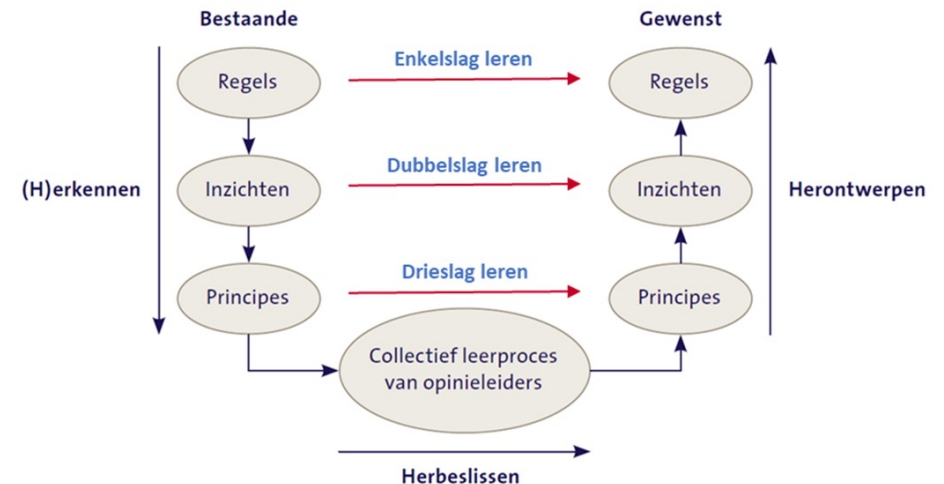 Bestaande
Gewenst
Regels
Enkelslag leren
Regels
(H)erkennen
Inzichten
Dubbelslag leren
Inzichten
Herontwerpen
Principes
Drieslag leren
Principes
Collectief leerproces
van opinieleiders
Herbeslissen